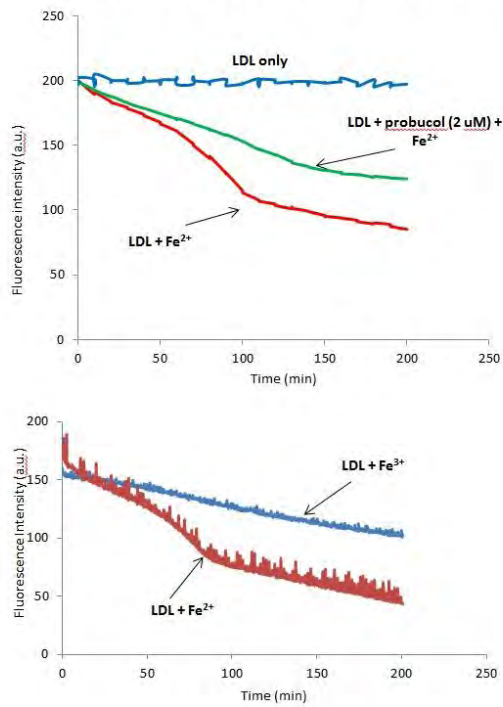 250
200
150
100
50
0
0 50 100 150 200 250
Fluorescence intensity (a.u.)
Time (min)
LDL only
LDL + probucol (2 uM) +
Fe²⁺
LDL + Fe²⁺
200
150
100
50
0
0 50 100 150 200 250
Fluorescence Intensity (a.u.)
Time (min)
LDL + Fe³⁺
LDL + Fe²⁺